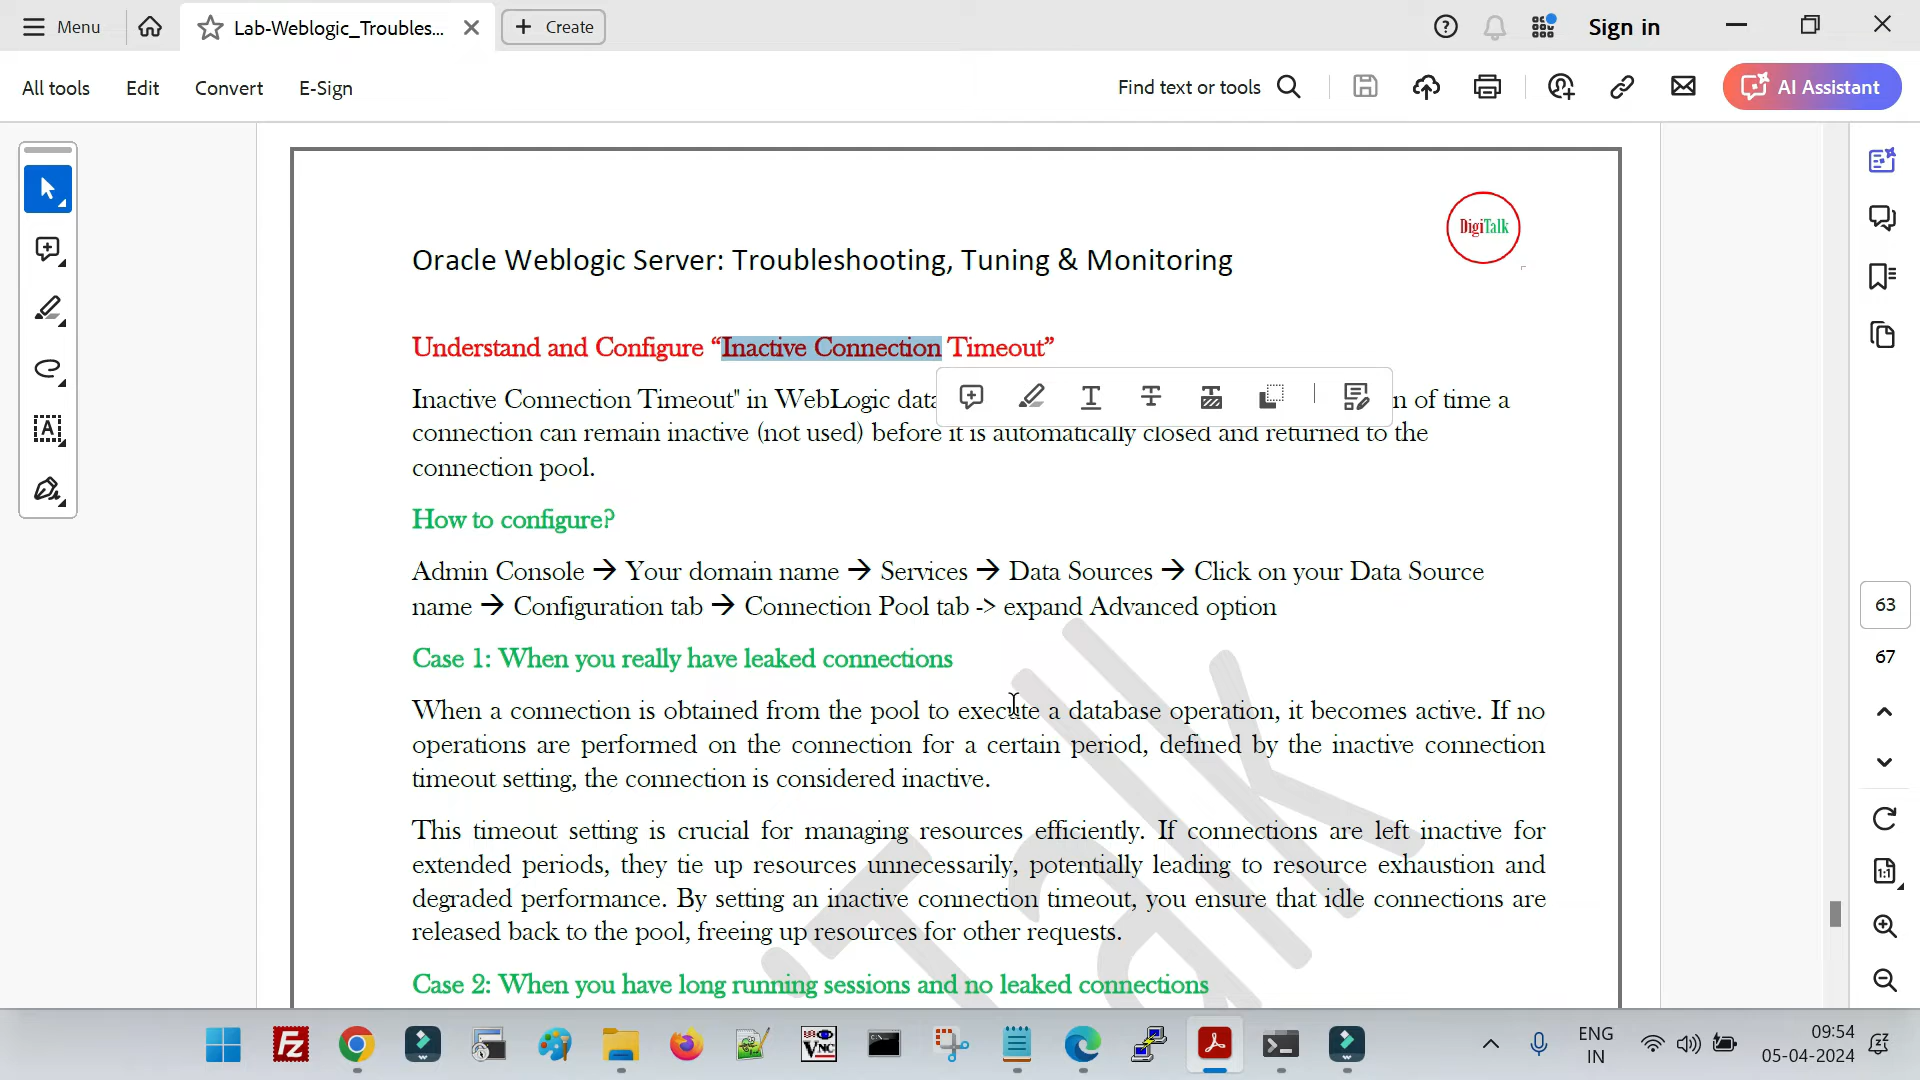 Menu
Lab-Weblogic_Troubles...
Create
Sign in
All tools
Edit
Convert
E-Sign
Find text or tools
AI Assistant
DigiTalk
Oracle Weblogic Server: Troubleshooting, Tuning & Monitoring
Understand and Configure “Inactive Connection Timeout”
Inactive Connection Timeout" in WebLogic data n of time a
connection can remain inactive (not used) before it is automatically closed and returned to the
connection pool.
How to configure?
Admin Console → Your domain name → Services → Data Sources → Click on your Data Source
name → Configuration tab → Connection Pool tab -> expand Advanced option
Case 1: When you really have leaked connections
When a connection is obtained from the pool to execute a database operation, it becomes active. If no
operations are performed on the connection for a certain period, defined by the inactive connection
timeout setting, the connection is considered inactive.
This timeout setting is crucial for managing resources efficiently. If connections are left inactive for
extended periods, they tie up resources unnecessarily, potentially leading to resource exhaustion and
degraded performance. By setting an inactive connection timeout, you ensure that idle connections are
released back to the pool, freeing up resources for other requests.
Case 2: When you have long running sessions and no leaked connections
63
67
1:1
ENG
IN
09:54
05-04-2024